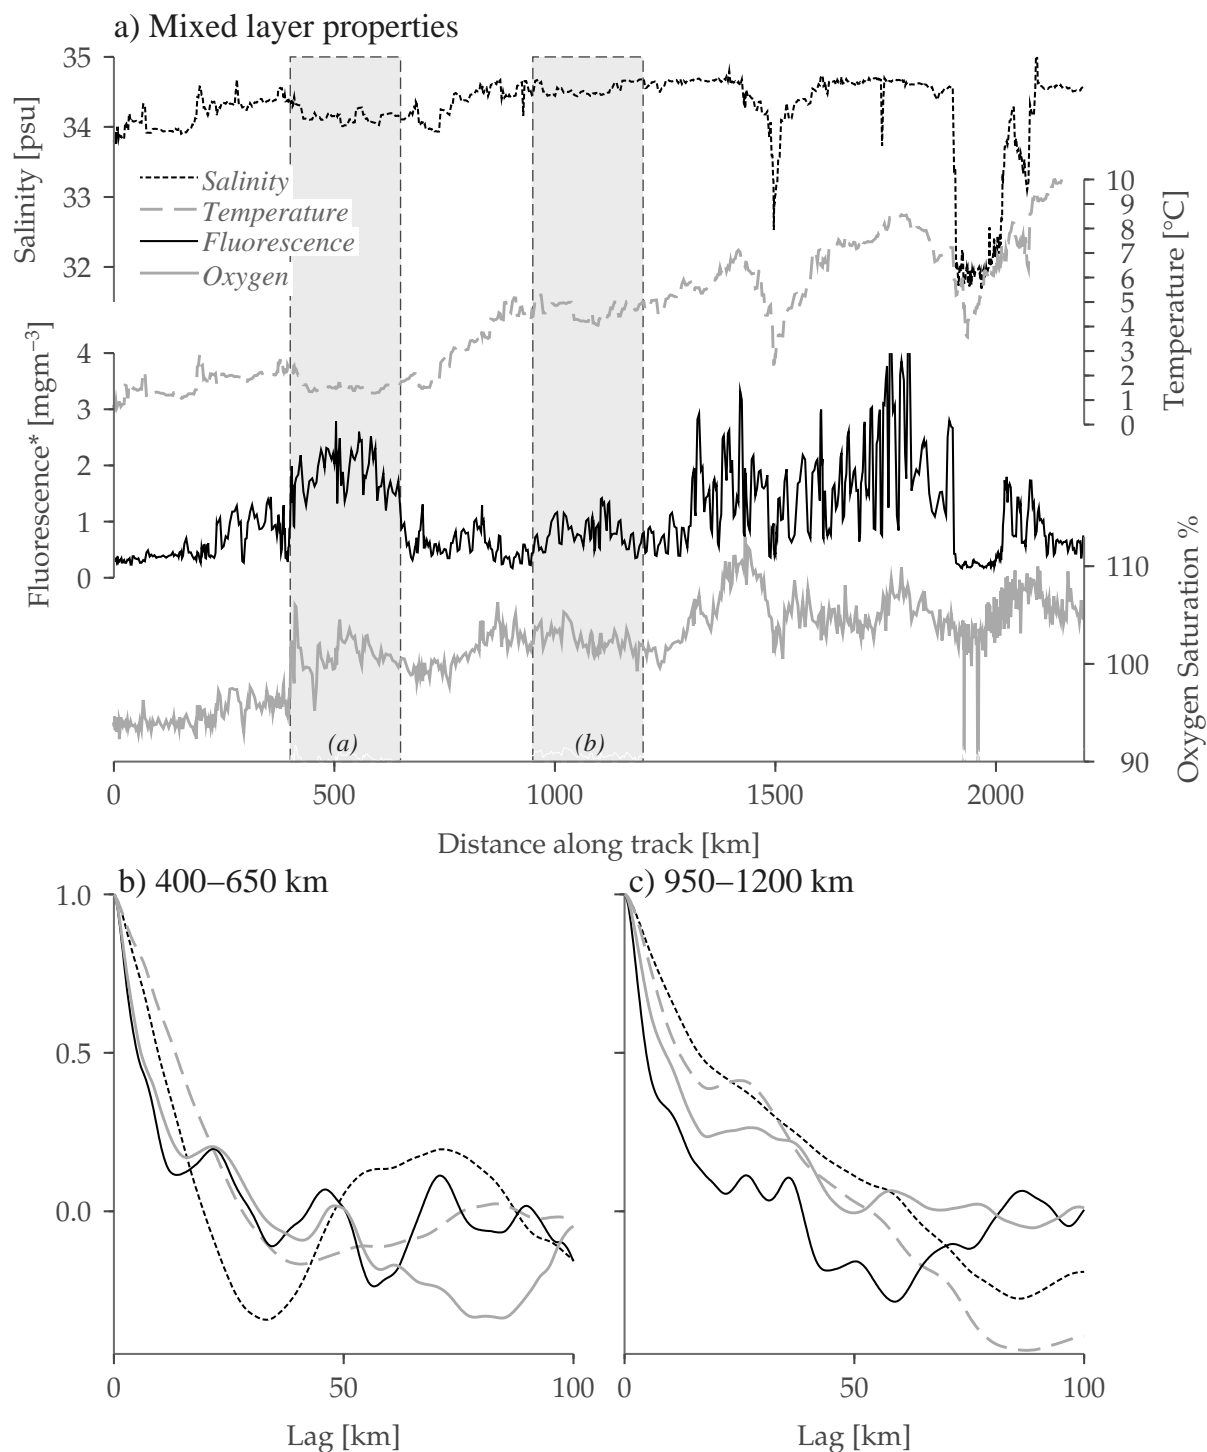 a) Mixed layer properties
35
34
33
32
Salinity [psu]
Salinity
Temperature
Fluorescence
Oxygen
10
9
8
7
6
5
4
3
2
1
0
Temperature [°C]
4
3
2
1
0
Fluorescence* [mgm−3]
110
100
90
Oxygen Saturation %
(a)
(b)
0
500
1000
1500
2000
Distance along track [km]
b) 400–650 km
c) 950–1200 km
1.0
0.5
0.0
0
50
100
0
50
100
Lag [km]
Lag [km]